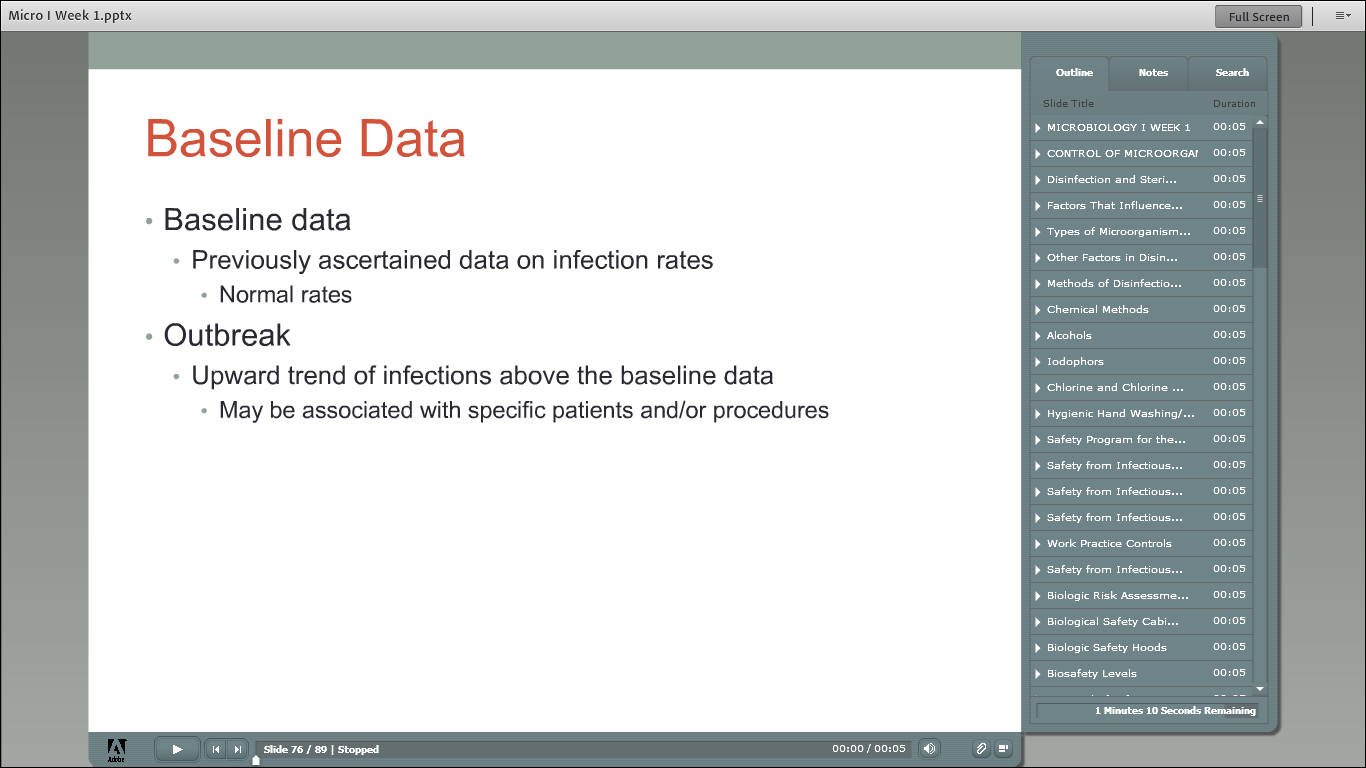 Micro I Week 1.pptx
Full Screen
Baseline Data
• Baseline data
• Previously ascertained data on infection rates
• Normal rates
• Outbreak
• Upward trend of infections above the baseline data
• May be associated with specific patients and/or procedures
Outline Notes Search
Slide Title Duration
MICROBIOLOGY I WEEK 1 00:05
CONTROL OF MICROORGAN 00:05
Disinfection and Steri... 00:05
Factors That Influence... 00:05
Types of Microorganism... 00:05
Other Factors in Disin... 00:05
Methods of Disinfectio... 00:05
Chemical Methods 00:05
Alcohols 00:05
Iodophors 00:05
Chlorine and Chlorine ... 00:05
Hygienic Hand Washing/... 00:05
Safety Program for the... 00:05
Safety from Infectious... 00:05
Safety from Infectious... 00:05
Safety from Infectious... 00:05
Work Practice Controls 00:05
Safety from Infectious... 00:05
Biologic Risk Assessme... 00:05
Biological Safety Cabi... 00:05
Biologic Safety Hoods 00:05
Biosafety Levels 00:05
1 Minutes 10 Seconds Remaining
Adobe
Slide 76 / 89 | Stopped 00:00 / 00:05